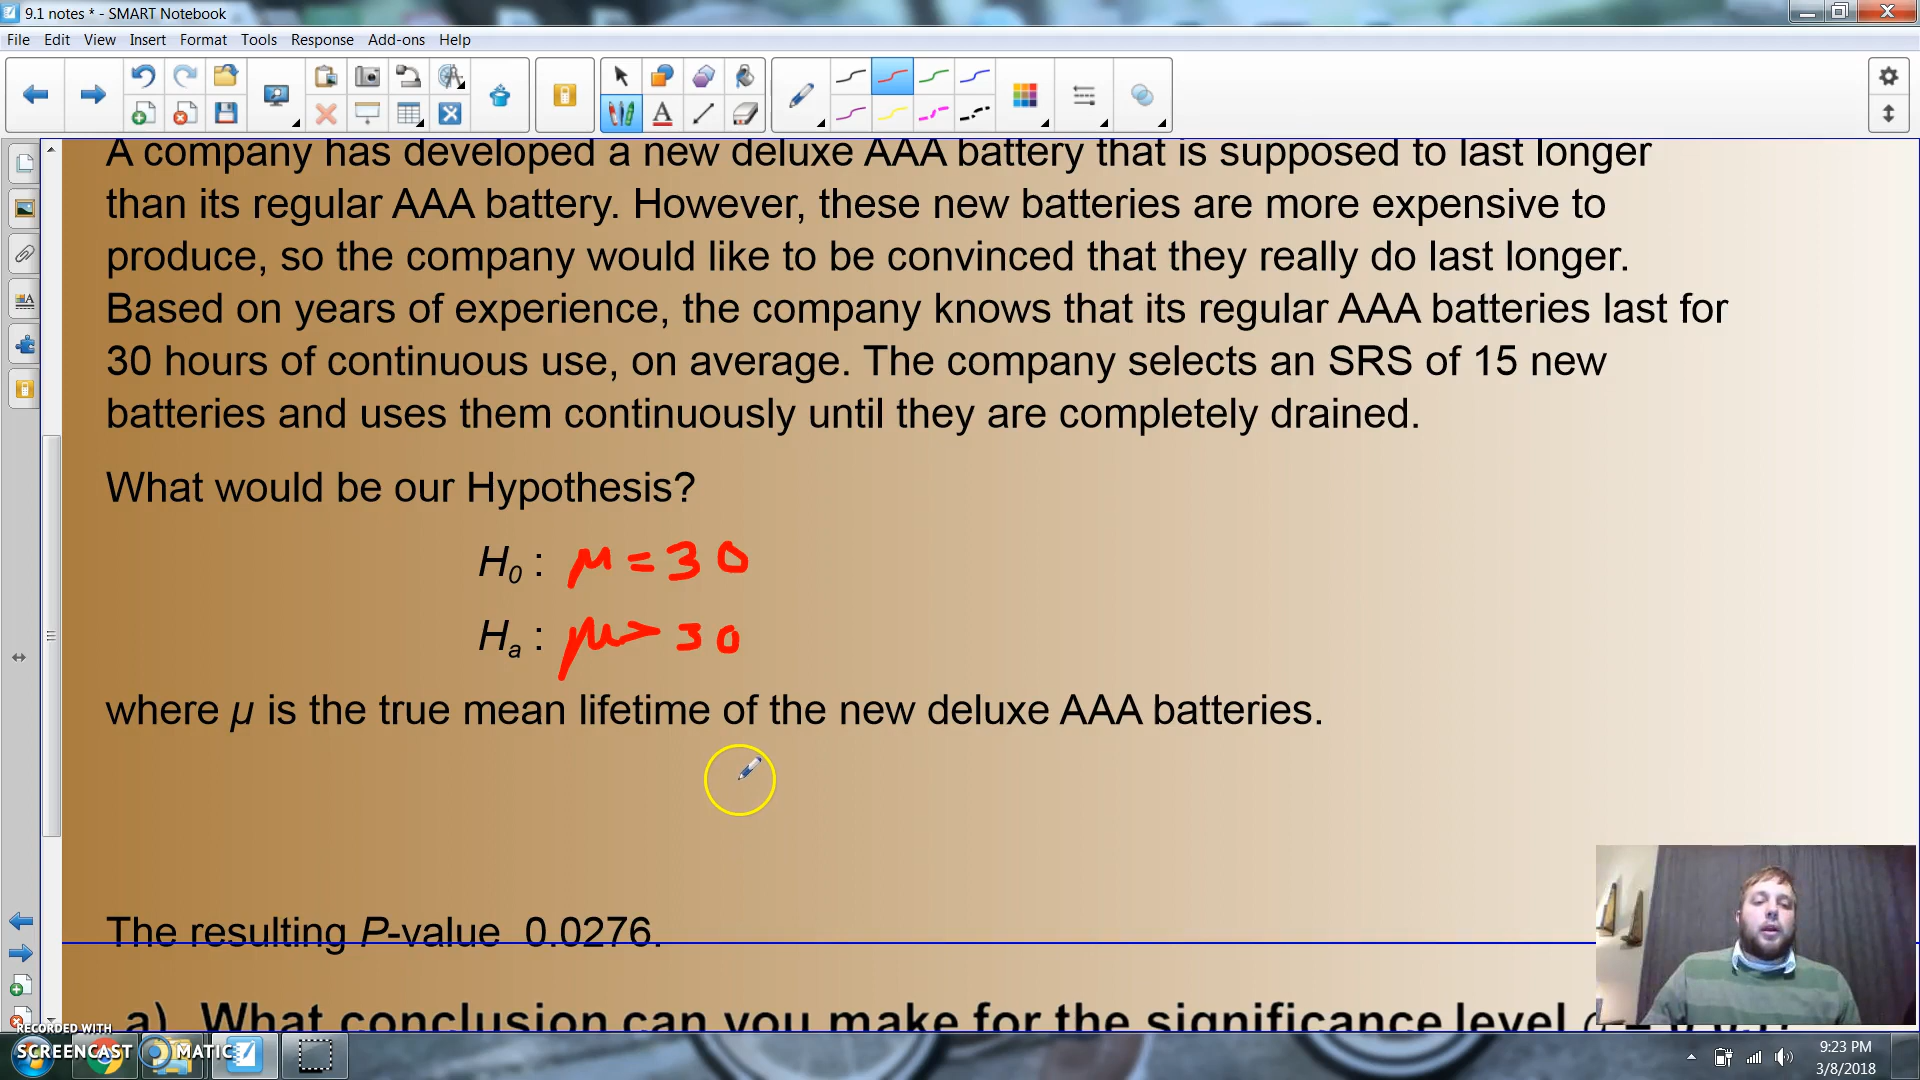 9.1 notes * - SMART Notebook
File Edit View Insert Format Tools Response Add-ons Help
A company has developed a new deluxe AAA battery that is supposed to last longer
than its regular AAA battery. However, these new batteries are more expensive to
produce, so the company would like to be convinced that they really do last longer.
Based on years of experience, the company knows that its regular AAA batteries last for
30 hours of continuous use, on average. The company selects an SRS of 15 new
batteries and uses them continuously until they are completely drained.
What would be our Hypothesis?
H0 : μ = 30
Ha : μ > 30
where μ is the true mean lifetime of the new deluxe AAA batteries.
The resulting P-value 0.0276.
a) What conclusion can you make for the significance level
RECORDED WITH
SCREENCAST MATIC
9:23 PM
3/8/2018